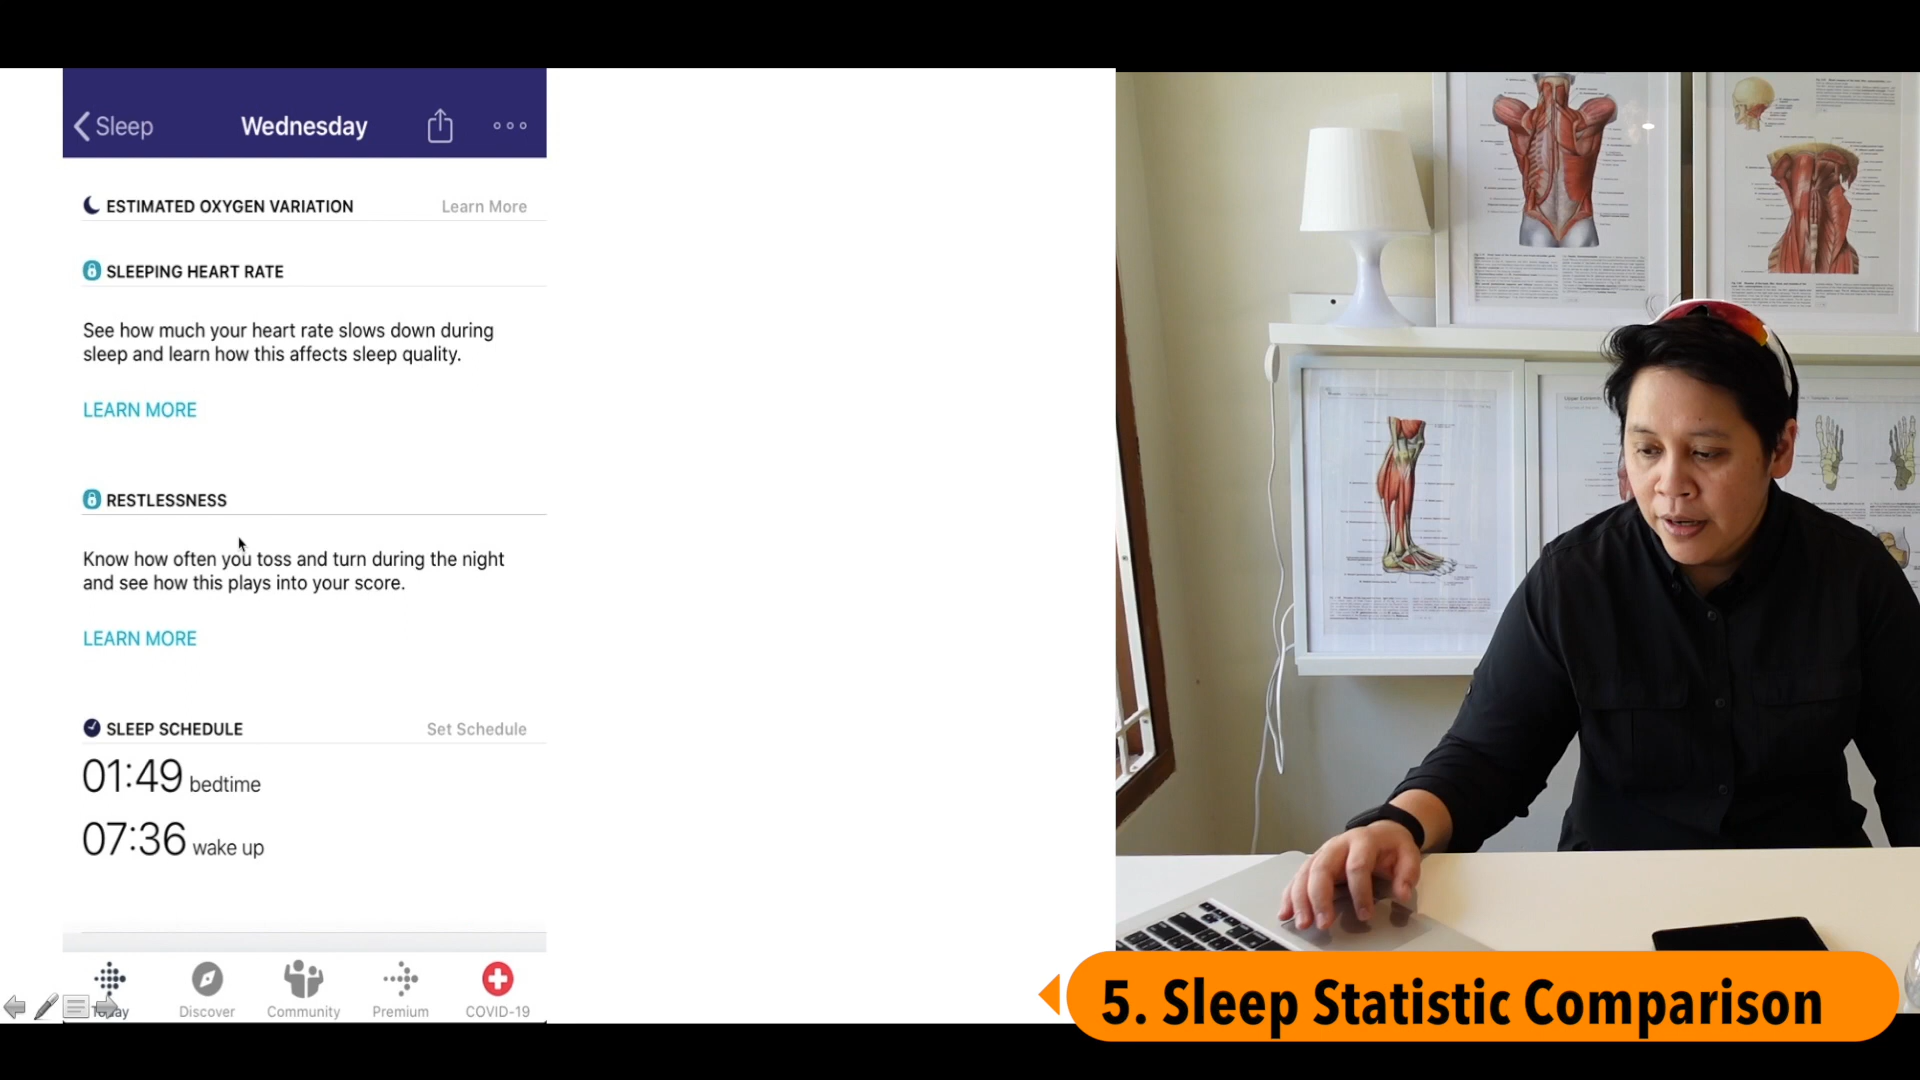 Sleep
Wednesday
ESTIMATED OXYGEN VARIATION
Learn More
SLEEPING HEART RATE
See how much your heart rate slows down during
sleep and learn how this affects sleep quality.
LEARN MORE
RESTLESSNESS
Know how often you toss and turn during the night
and see how this plays into your score.
LEARN MORE
SLEEP SCHEDULE
Set Schedule
01:49 bedtime
07:36 wake up
Today
Discover
Community
Premium
COVID-19
5. Sleep Statistic Comparison